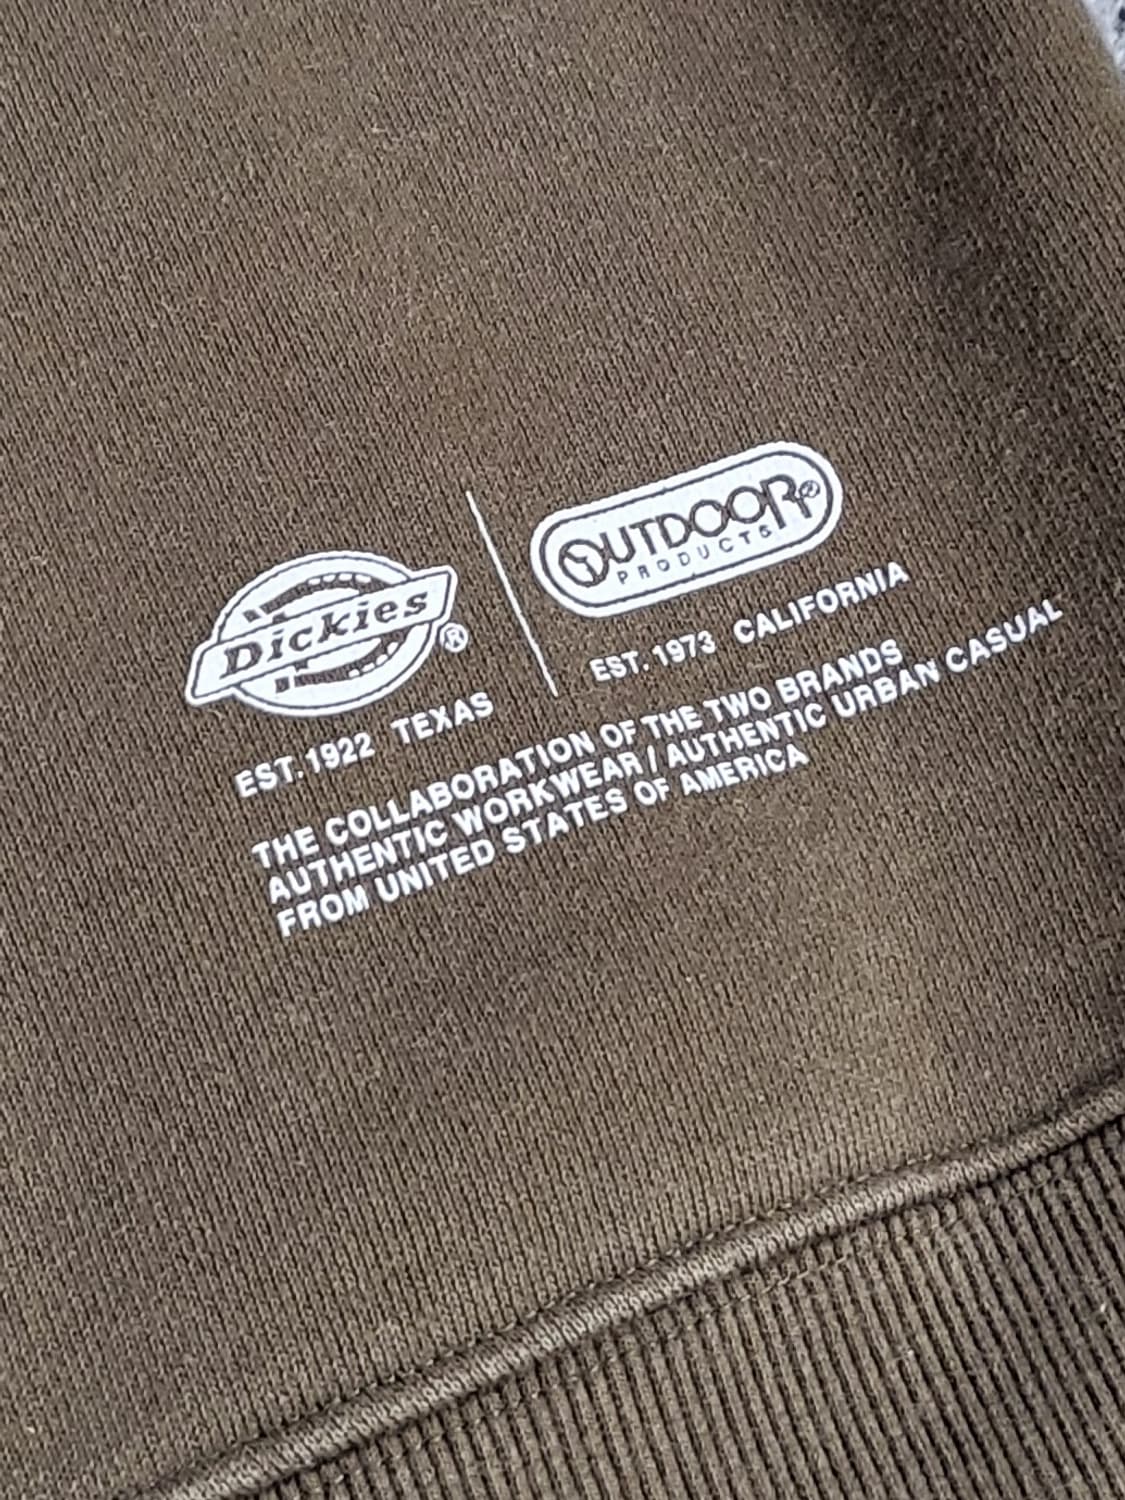 Dickies®
EST. 1922 TEXAS
OUTDOOR®
PRODUCTS
EST. 1973 CALIFORNIA
THE COLLABORATION OF THE TWO BRANDS
AUTHENTIC WORKWEAR / AUTHENTIC URBAN CASUAL
FROM UNITED STATES OF AMERICA